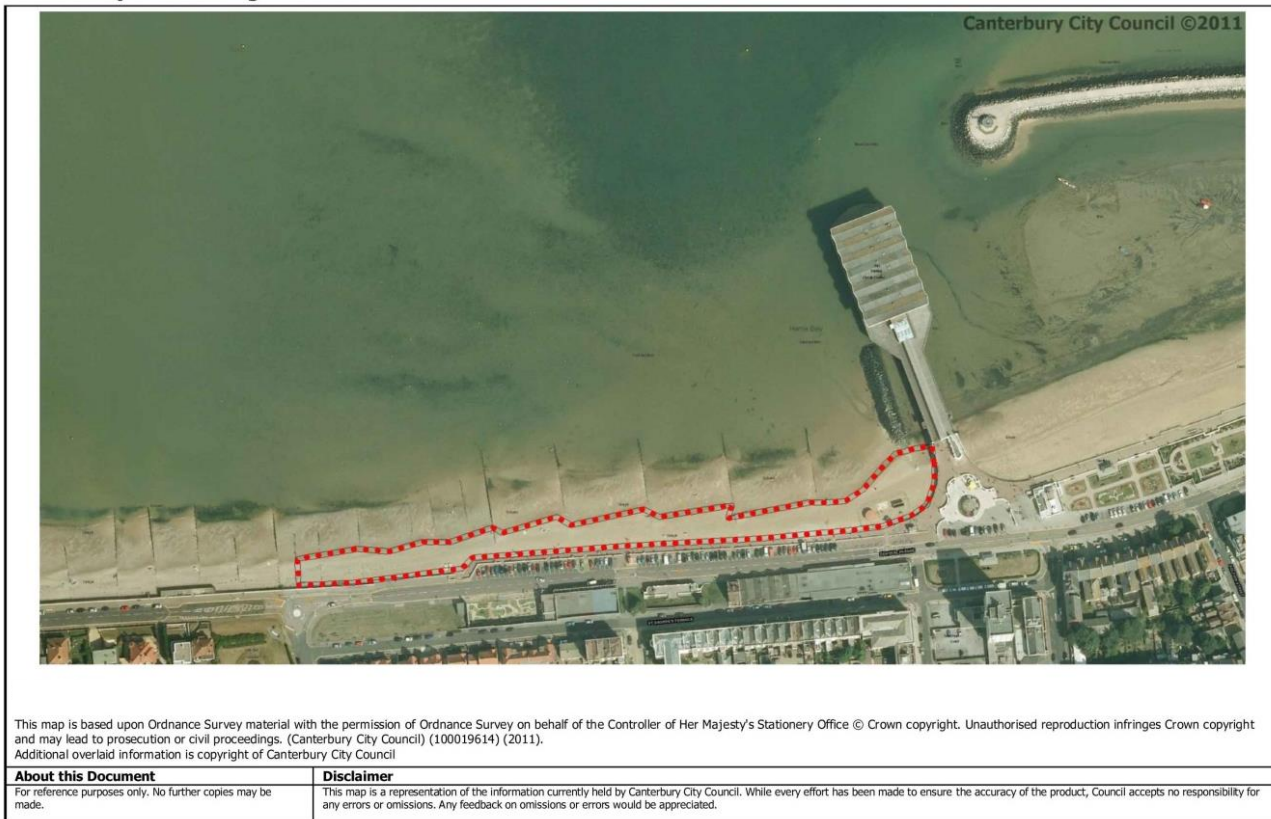 Canterbury City Council ©2011
Herne Bay
This map is based upon Ordnance Survey material with the permission of Ordnance Survey on behalf of the Controller of Her Majesty's Stationery Office © Crown copyright. Unauthorised reproduction infringes Crown copyright
and may lead to prosecution or civil proceedings. (Canterbury City Council) (100019614) (2011).
Additional overlaid information is copyright of Canterbury City Council
About this Document
For reference purposes only. No further copies may be
made.
Disclaimer
This map is a representation of the information currently held by Canterbury City Council. While every effort has been made to ensure the accuracy of the product, Council accepts no responsibility for
any errors or omissions. Any feedback on omissions or errors would be appreciated.